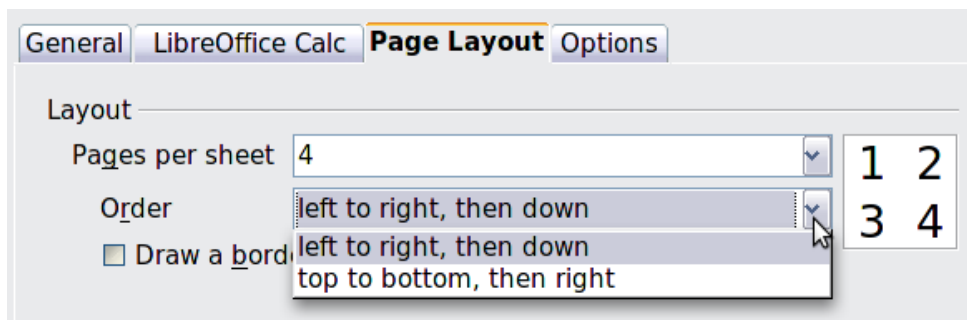 General LibreOffice Calc Page Layout Options
Layout
Pages per sheet 4
1 2
Order left to right, then down
3 4
Draw a bord
left to right, then down
top to bottom, then right